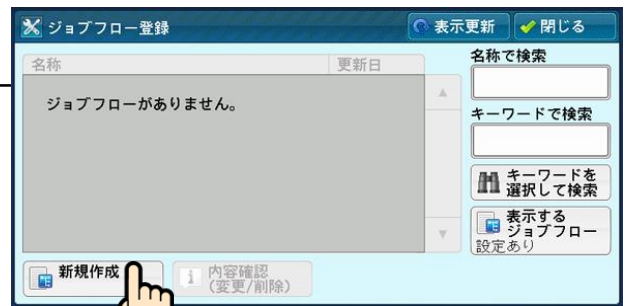 ジョブフロー登録
表示更新
閉じる
名称
更新日
ジョブフローがありません。
名称で検索
キーワードで検索
キーワードを
選択して検索
表示する
ジョブフロー
設定あり
新規作成
内容確認
(変更/削除)